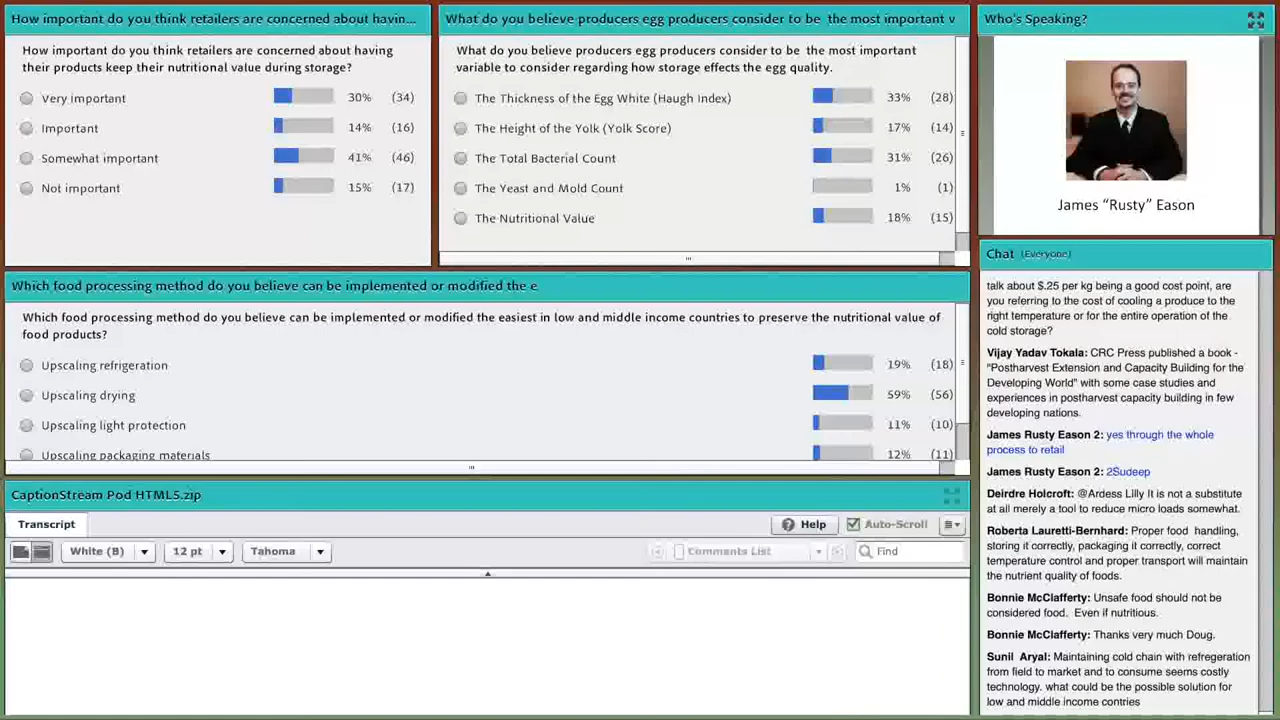 How important do you think retailers are concerned about havin...
How important do you think retailers are concerned about having
their products keep their nutritional value during storage?
Very important 30% (34)
Important 14% (16)
Somewhat important 41% (46)
Not important 15% (17)
What do you believe producers egg producers consider to be the most important v
What do you believe producers egg producers consider to be the most important
variable to consider regarding how storage effects the egg quality.
The Thickness of the Egg White (Haugh Index) 33% (28)
The Height of the Yolk (Yolk Score) 17% (14)
The Total Bacterial Count 31% (26)
The Yeast and Mold Count 1% (1)
The Nutritional Value 18% (15)
Who's Speaking?
James “Rusty” Eason
Which food processing method do you believe can be implemented or modified the e
Which food processing method do you believe can be implemented or modified the easiest in low and middle income countries to preserve the nutritional value of
food products?
Upscaling refrigeration 19% (18)
Upscaling drying 59% (56)
Upscaling light protection 11% (10)
Upscaling packaging materials 12% (11)
CaptionStream Pod HTML5.zip
Transcript Help Auto-Scroll
White (B) 12 pt Tahoma Comments List Find
Chat (Everyone)
talk about $.25 per kg being a good cost point, are
you referring to the cost of cooling a produce to the
right temperature or for the entire operation of the
cold storage?
Vijay Yadav Tokala: CRC Press published a book -
"Postharvest Extension and Capacity Building for the
Developing World" with some case studies and
experiences in postharvest capacity building in few
developing nations.
James Rusty Eason 2: yes through the whole
process to retail
James Rusty Eason 2: 2Sudeep
Deirdre Holcroft: @Ardess Lilly It is not a substitute
at all merely a tool to reduce micro loads somewhat.
Roberta Lauretti-Bernhard: Proper food handling,
storing it correctly, packaging it correctly, correct
temperature control and proper transport will maintain
the nutrient quality of foods.
Bonnie McClafferty: Unsafe food should not be
considered food. Even if nutritious.
Bonnie McClafferty: Thanks very much Doug.
Sunil Aryal: Maintaining cold chain with refregeration
from field to market and to consume seems costly
technology. what could be the possible solution for
low and middle income contries